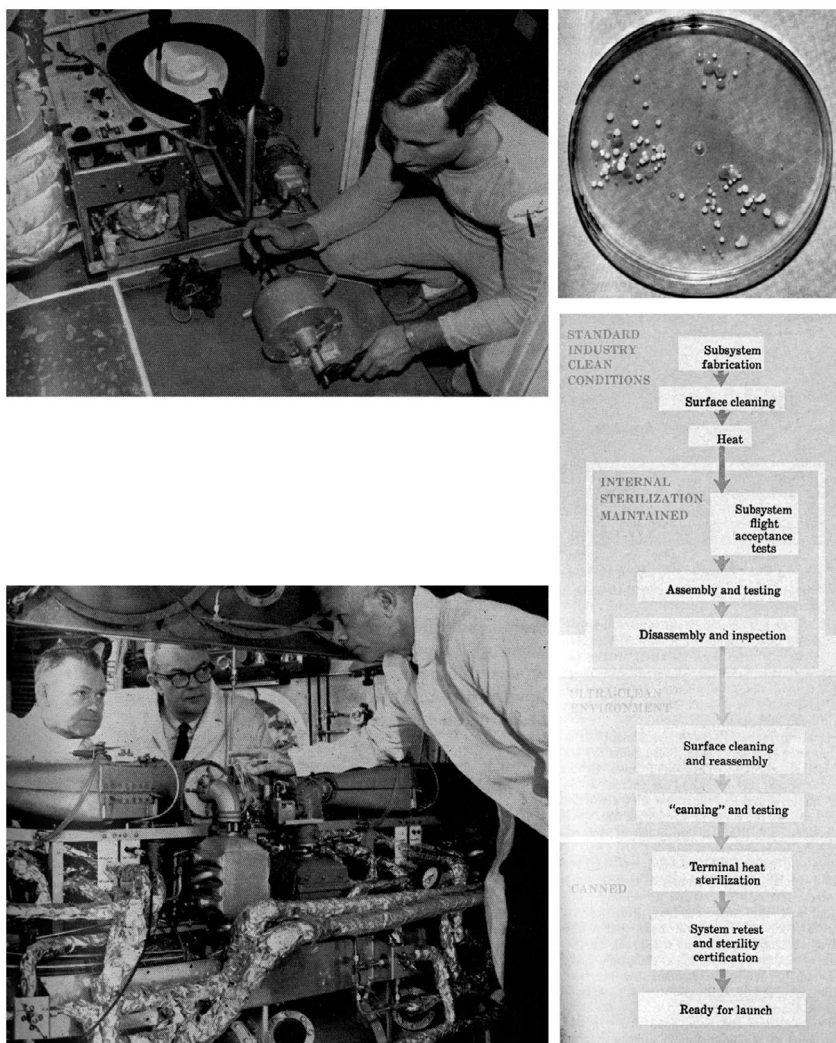 STANDARD
INDUSTRY
CLEAN
CONDITIONS
Subsystem
fabrication
Surface cleaning
Heat
INTERNAL
STERILIZATION
MAINTAINED
Subsystem
flight
acceptance
tests
Assembly and testing
Disassembly and inspection
ULTRA-CLEAN
ENVIRONMENT
Surface cleaning
and reassembly
“canning” and testing
CANNED
Terminal heat
sterilization
System retest
and sterility
certification
Ready for launch